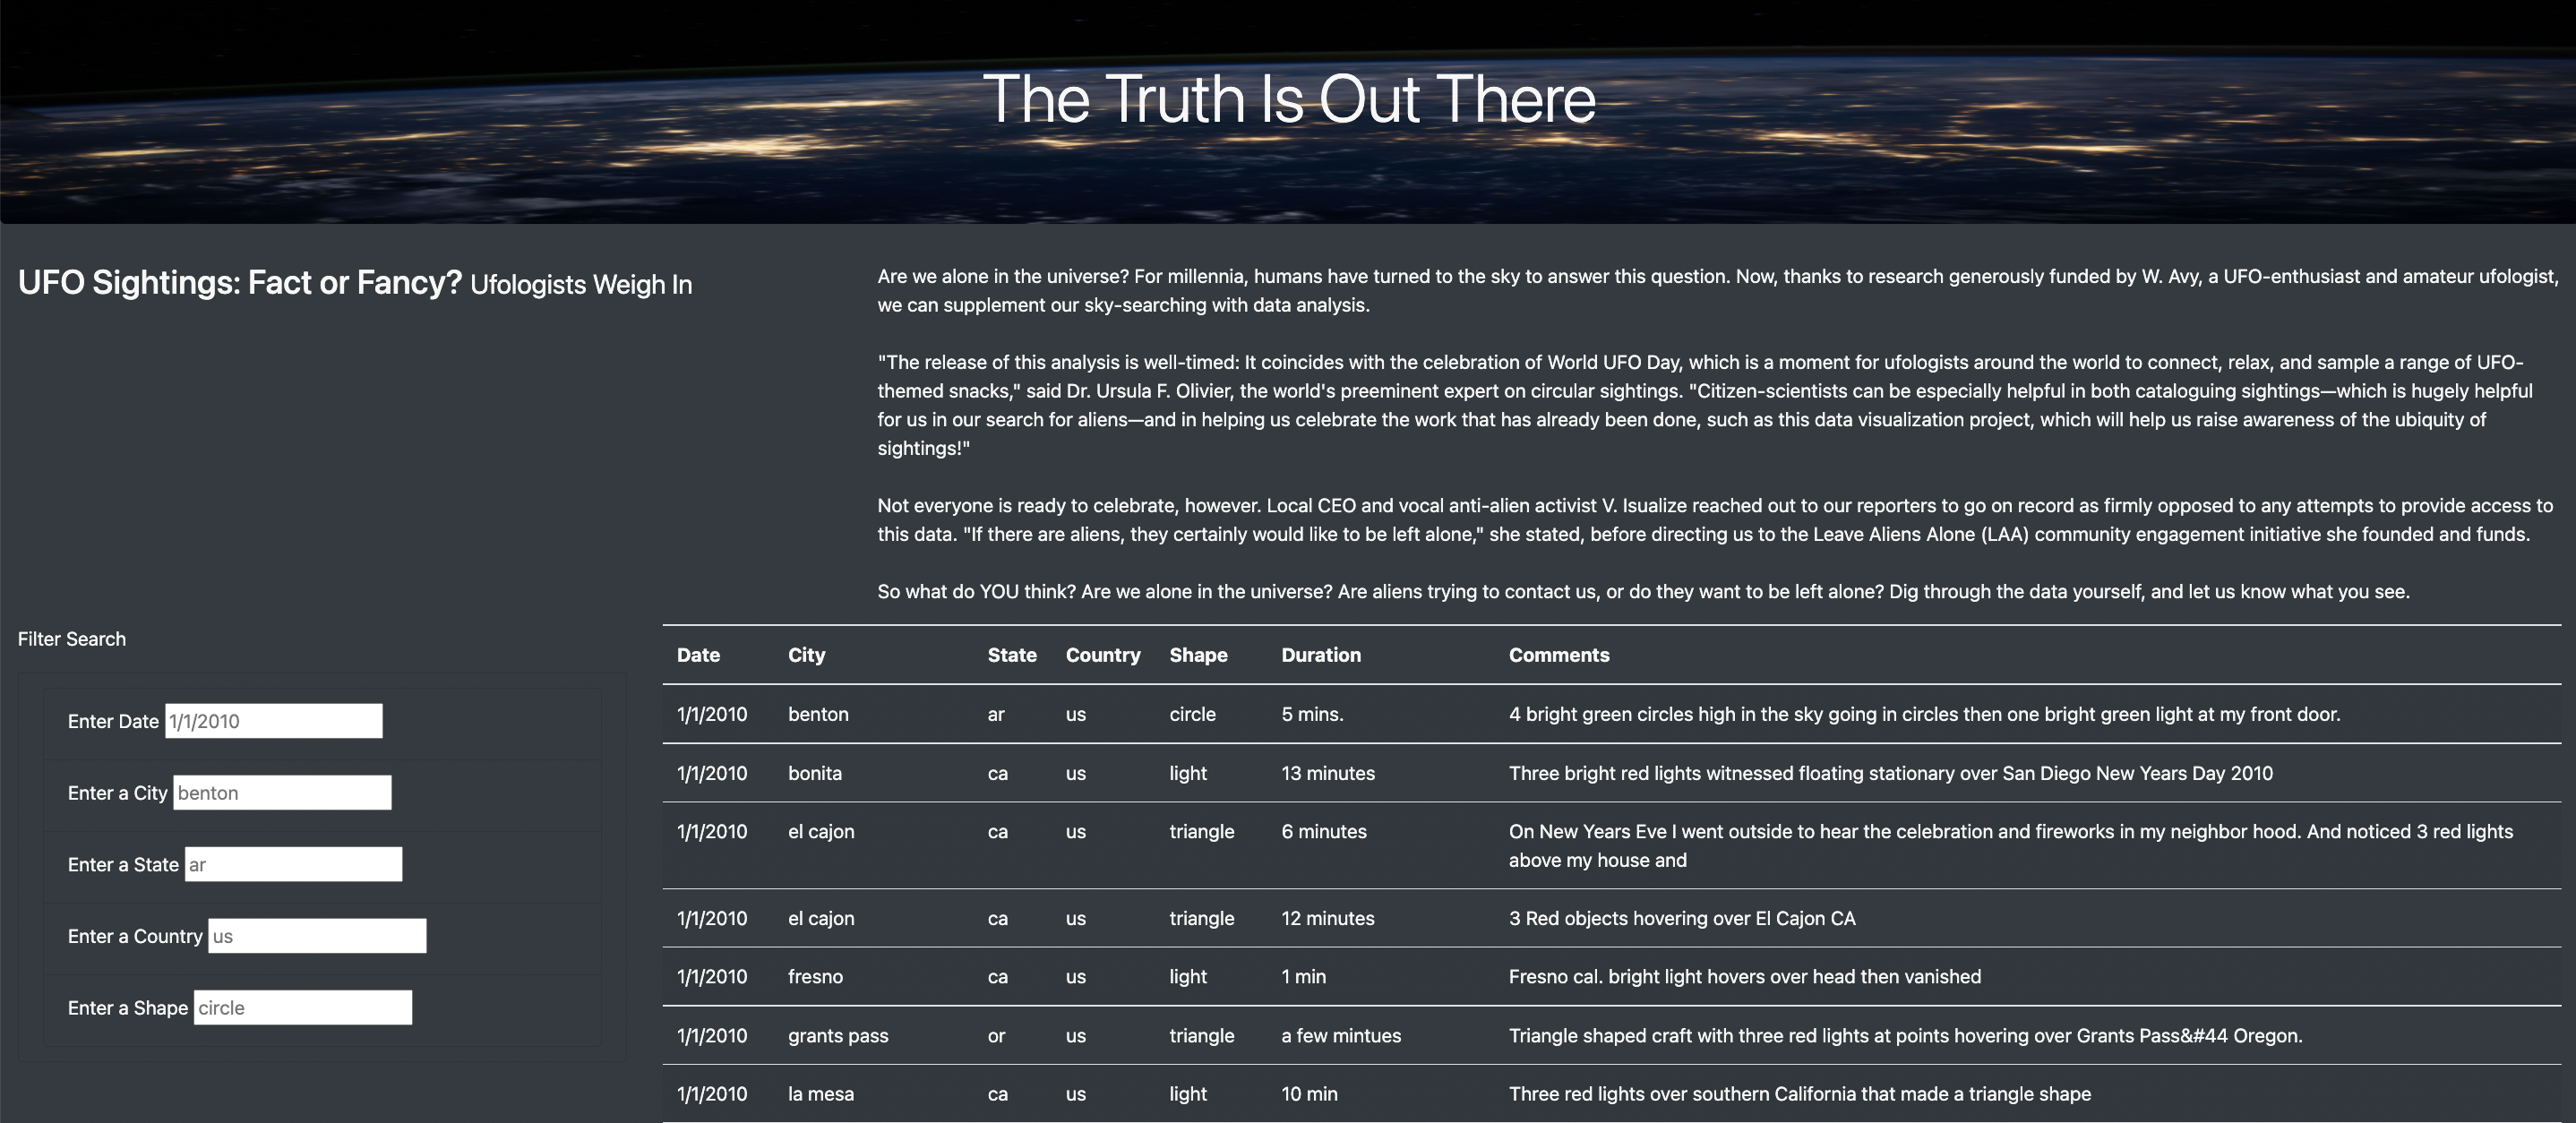 The Truth Is Out There
UFO Sightings: Fact or Fancy? Ufologists Weigh In
Are we alone in the universe? For millennia, humans have turned to the sky to answer this question. Now, thanks to research generously funded by W. Avy, a UFO-enthusiast and amateur ufologist,
we can supplement our sky-searching with data analysis.
"The release of this analysis is well-timed: It coincides with the celebration of World UFO Day, which is a moment for ufologists around the world to connect, relax, and sample a range of UFO-
themed snacks," said Dr. Ursula F. Olivier, the world's preeminent expert on circular sightings. "Citizen-scientists can be especially helpful in both cataloguing sightings—which is hugely helpful
for us in our search for aliens—and in helping us celebrate the work that has already been done, such as this data visualization project, which will help us raise awareness of the ubiquity of
sightings!"
Not everyone is ready to celebrate, however. Local CEO and vocal anti-alien activist V. Isualize reached out to our reporters to go on record as firmly opposed to any attempts to provide access to
this data. "If there are aliens, they certainly would like to be left alone," she stated, before directing us to the Leave Aliens Alone (LAA) community engagement initiative she founded and funds.
So what do YOU think? Are we alone in the universe? Are aliens trying to contact us, or do they want to be left alone? Dig through the data yourself, and let us know what you see.
Filter Search
Enter Date 1/1/2010
Enter a City benton
Enter a State ar
Enter a Country us
Enter a Shape circle
Date City State Country Shape Duration Comments
1/1/2010 benton ar us circle 5 mins. 4 bright green circles high in the sky going in circles then one bright green light at my front door.
1/1/2010 bonita ca us light 13 minutes Three bright red lights witnessed floating stationary over San Diego New Years Day 2010
1/1/2010 el cajon ca us triangle 6 minutes On New Years Eve I went outside to hear the celebration and fireworks in my neighbor hood. And noticed 3 red lights
above my house and
1/1/2010 el cajon ca us triangle 12 minutes 3 Red objects hovering over El Cajon CA
1/1/2010 fresno ca us light 1 min Fresno cal. bright light hovers over head then vanished
1/1/2010 grants pass or us triangle a few mintues Triangle shaped craft with three red lights at points hovering over Grants Pass&#44 Oregon.
1/1/2010 la mesa ca us light 10 min Three red lights over southern California that made a triangle shape